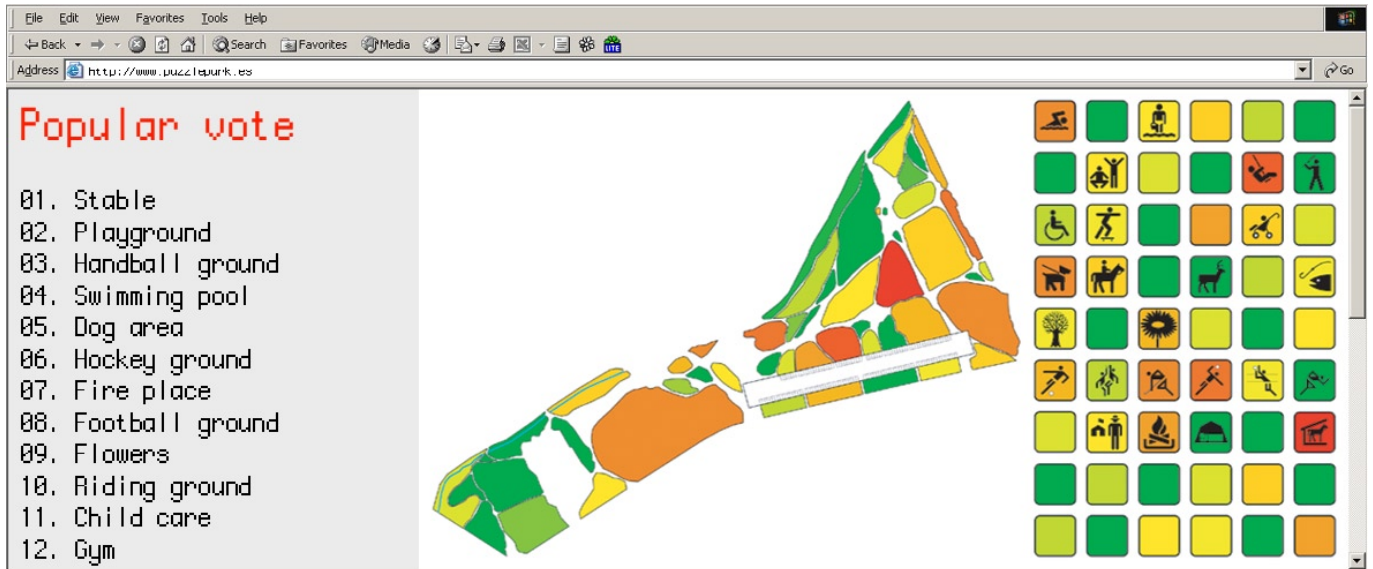 File Edit View Favorites Tools Help
Back Search Favorites Media LITE
Address http://www.puzzlepunk.es Go
Popular vote
01. Stable
02. Playground
03. Handball ground
04. Swimming pool
05. Dog area
06. Hockey ground
07. Fire place
08. Football ground
09. Flowers
10. Riding ground
11. Child care
12. Gym